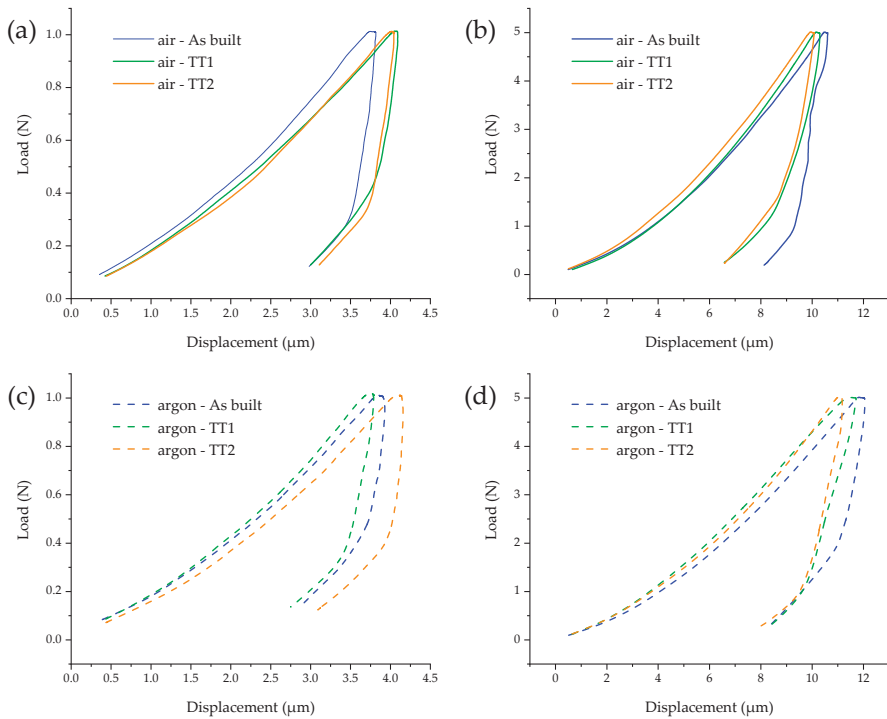 (a)
air - As built
air - TT1
air - TT2
Load (N)
1.0
0.8
0.6
0.4
0.2
0.0
0.0 0.5 1.0 1.5 2.0 2.5 3.0 3.5 4.0 4.5
Displacement (µm)
(b)
air - As built
air - TT1
air - TT2
Load (N)
5
4
3
2
1
0
0 2 4 6 8 10 12
Displacement (µm)
(c)
argon - As built
argon - TT1
argon - TT2
Load (N)
1.0
0.8
0.6
0.4
0.2
0.0
0.0 0.5 1.0 1.5 2.0 2.5 3.0 3.5 4.0 4.5
Displacement (µm)
(d)
argon - As built
argon - TT1
argon - TT2
Load (N)
5
4
3
2
1
0
0 2 4 6 8 10 12
Displacement (µm)